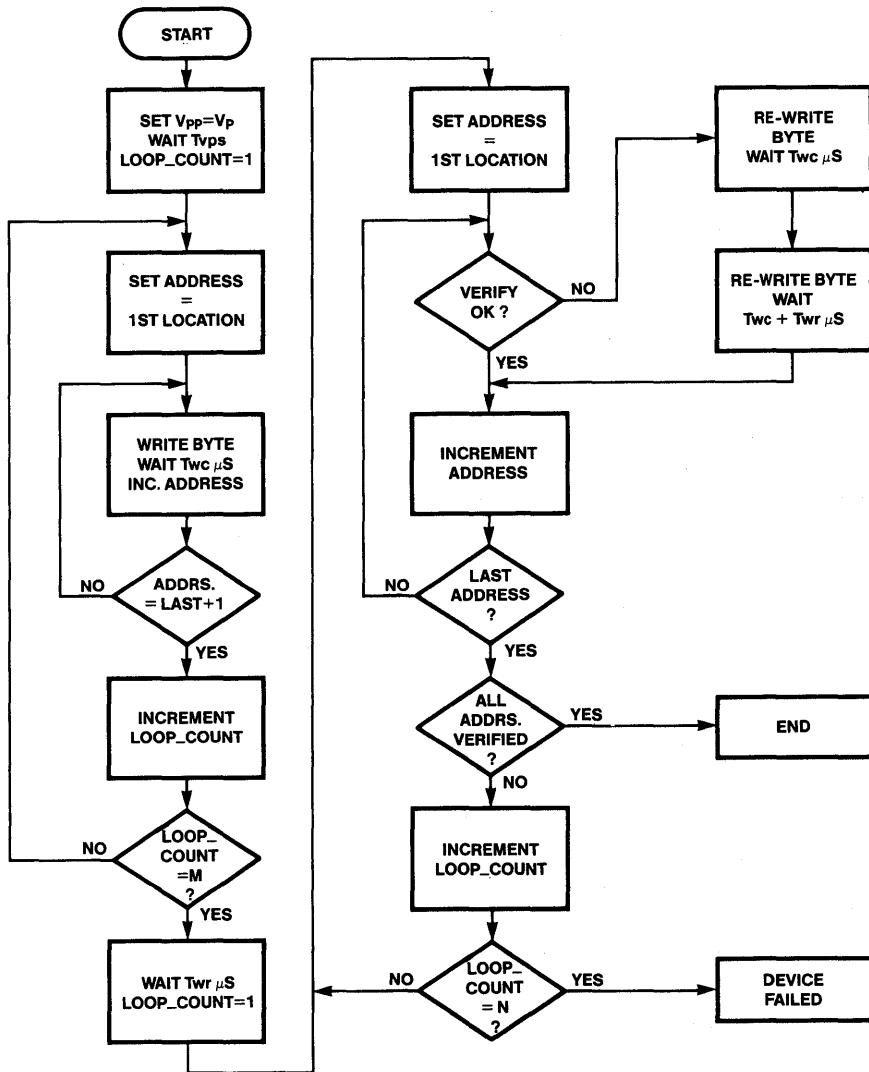 START
SET VPP=VP
WAIT Tvps
LOOP_COUNT=1
SET ADDRESS
=
1ST LOCATION
WRITE BYTE
WAIT Twc μS
INC. ADDRESS
NO
ADDRS.
= LAST+1
YES
INCREMENT
LOOP_COUNT
NO
LOOP_
COUNT
=M
?
YES
WAIT Twr μS
LOOP_COUNT=1
SET ADDRESS
=
1ST LOCATION
VERIFY
OK ?
NO
YES
RE-WRITE
BYTE
WAIT Twc μS
RE-WRITE BYTE
WAIT
Twc + Twr μS
INCREMENT
ADDRESS
NO
LAST
ADDRESS
?
YES
ALL
ADDRS.
VERIFIED
?
YES
END
NO
INCREMENT
LOOP_COUNT
NO
LOOP_
COUNT
= N
?
YES
DEVICE
FAILED